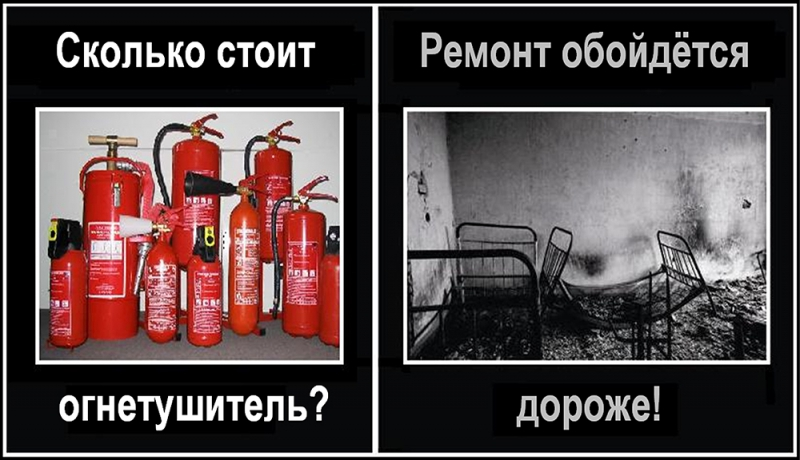 Сколько стоит
огнетушитель?
Ремонт обойдётся
дороже!